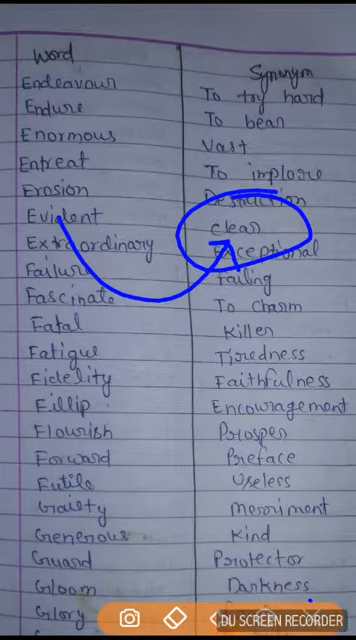 Word Synonym
Endeavour To try hard
Endure To bear
Enormous Vast
Entreat To implore
Erosion Destruction
Evident clear
Extraordinary Exceptional
Failure Failing
Fascinate To charm
Fatal Killer
Fatigue Tiredness
Fidelity Faithfulness
Fillip Encouragement
Flourish Prosper
Forward Preface
Futile Useless
Gaiety Merriment
Generous Kind
Guard Protector
Gloom Darkness
Glory
DU SCREEN RECORDER